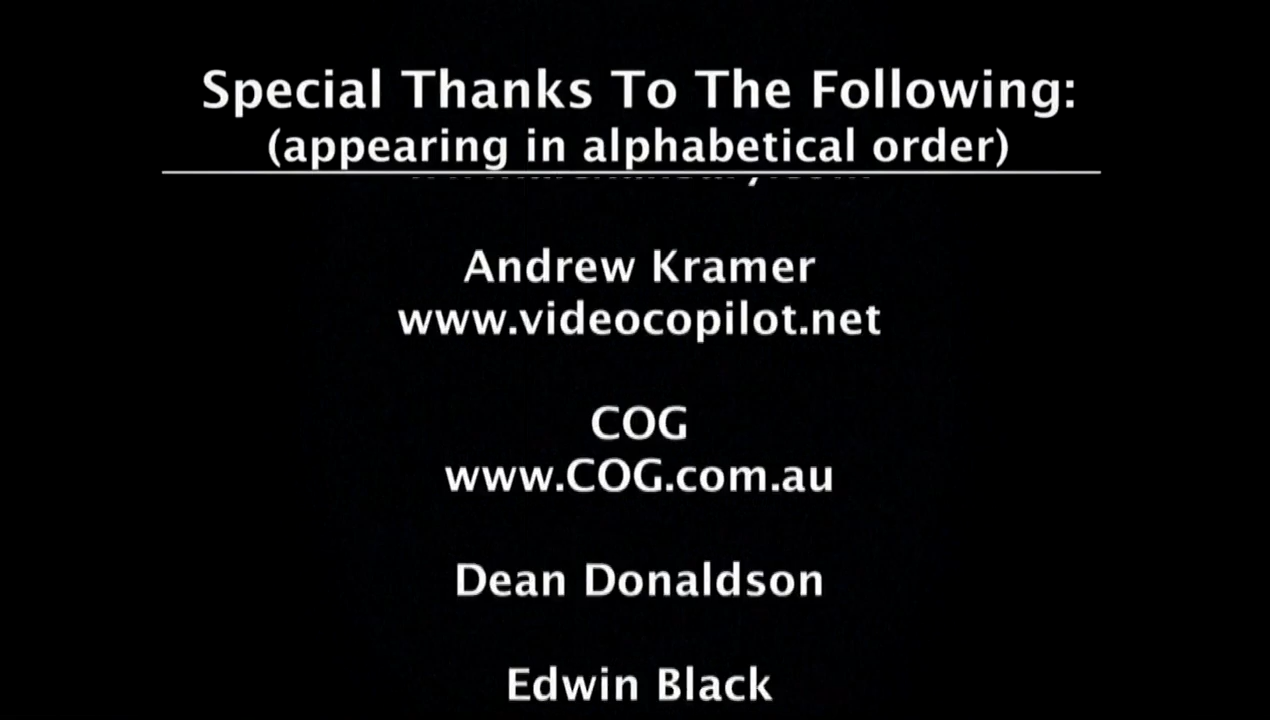 Special Thanks To The Following:
(appearing in alphabetical order)
Andrew Kramer
www.videocopilot.net
COG
www.COG.com.au
Dean Donaldson
Edwin Black